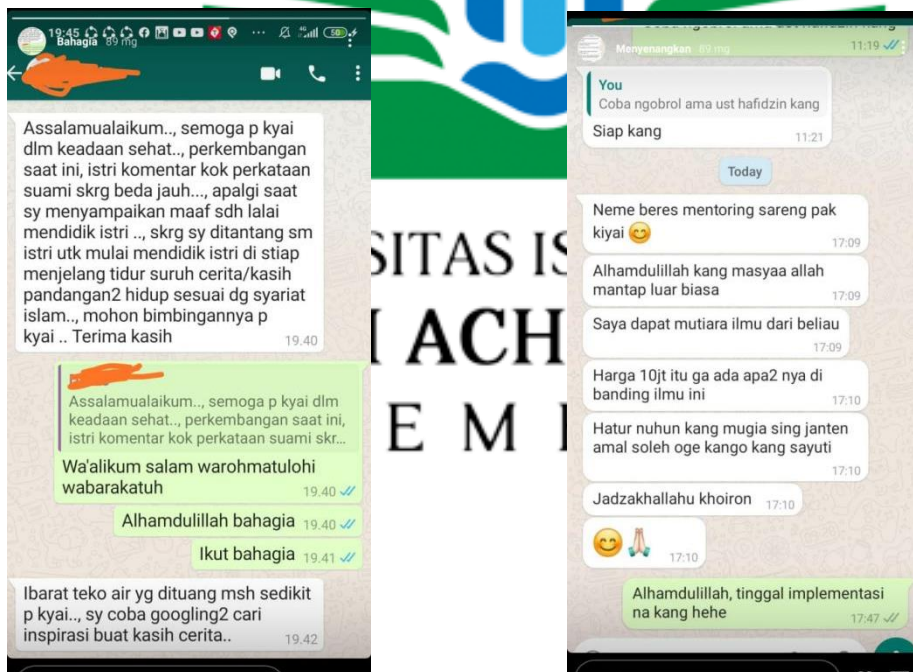 19:45
Bahagia 89 mg
Assalamualaikum.., semoga p kyai
dlm keadaan sehat.., perkembangan
saat ini, istri komentar kok perkataan
suami skrg beda jauh..., apalgi saat
sy menyampaikan maaf sdh lalai
mendidik istri .., skrg sy ditantang sm
istri utk mulai mendidik istri di stiap
menjelang tidur suruh cerita/kasih
pandangan2 hidup sesuai dg syariat
islam.., mohon bimbingannya p
kyai .. Terima kasih
19.40
Assalamualaikum.., semoga p kyai dlm
keadaan sehat.., perkembangan saat ini,
istri komentar kok perkataan suami skr...
Wa'alikum salam warohmatulohi
wabarakatuh
19.40
Alhamdulillah bahagia 19.40
Ikut bahagia 19.41
Ibarat teko air yg dituang msh sedikit
p kyai.., sy coba googling2 cari
inspirasi buat kasih cerita..
19.42
SITAS IS
ACH
E M
11:19
Menyenangkan 89 mg
You
Coba ngobrol ama ust hafidzin kang
Siap kang
11:21
Today
Neme beres mentoring sareng pak
kiyai 😊
17:09
Alhamdulillah kang masyaa allah
mantap luar biasa
17:09
Saya dapat mutiara ilmu dari beliau
17:09
Harga 10jt itu ga ada apa2 nya di
banding ilmu ini
17:10
Hatur nuhun kang mugia sing janten
amal soleh oge kango kang sayuti
17:10
Jadzakhallahu khoiron 17:10
😊🙏🏻
17:10
Alhamdulillah, tinggal implementasi
na kang hehe
17:47